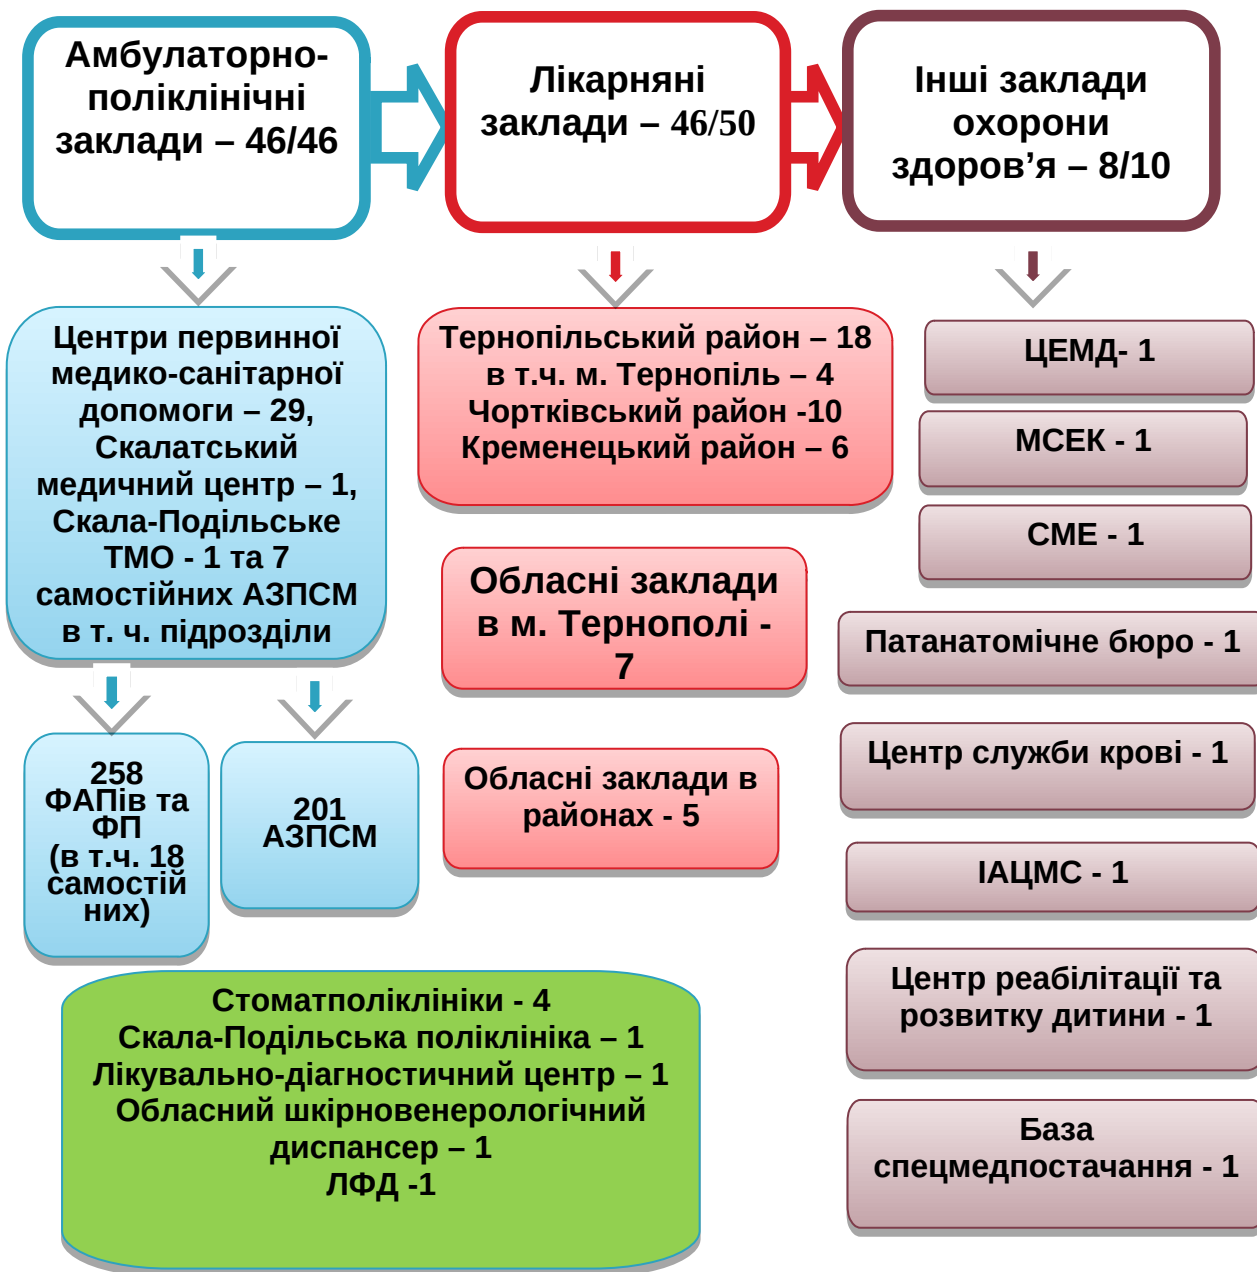 Амбулаторно-
поліклінічні
заклади – 46/46
Лікарняні
заклади – 46/50
Інші заклади
охорони
здоров’я – 8/10
Центри первинної
медико-санітарної
допомоги – 29,
Скалатський
медичний центр – 1,
Скала-Подільське
ТМО - 1 та 7
самостійних АЗПСМ
в т. ч. підрозділи
258
ФАПів та
ФП
(в т.ч. 18
самостій
них)
201
АЗПСМ
Стоматполіклініки - 4
Скала-Подільська поліклініка – 1
Лікувально-діагностичний центр – 1
Обласний шкірновенерологічний
диспансер – 1
ЛФД -1
Тернопільський район – 18
в т.ч. м. Тернопіль – 4
Чортківський район -10
Кременецький район – 6
Обласні заклади
в м. Тернополі -
7
Обласні заклади в
районах - 5
ЦЕМД- 1
МСЕК - 1
СМЕ - 1
Патанатомічне бюро - 1
Центр служби крові - 1
ІАЦМС - 1
Центр реабілітації та
розвитку дитини - 1
База
спецмедпостачання - 1